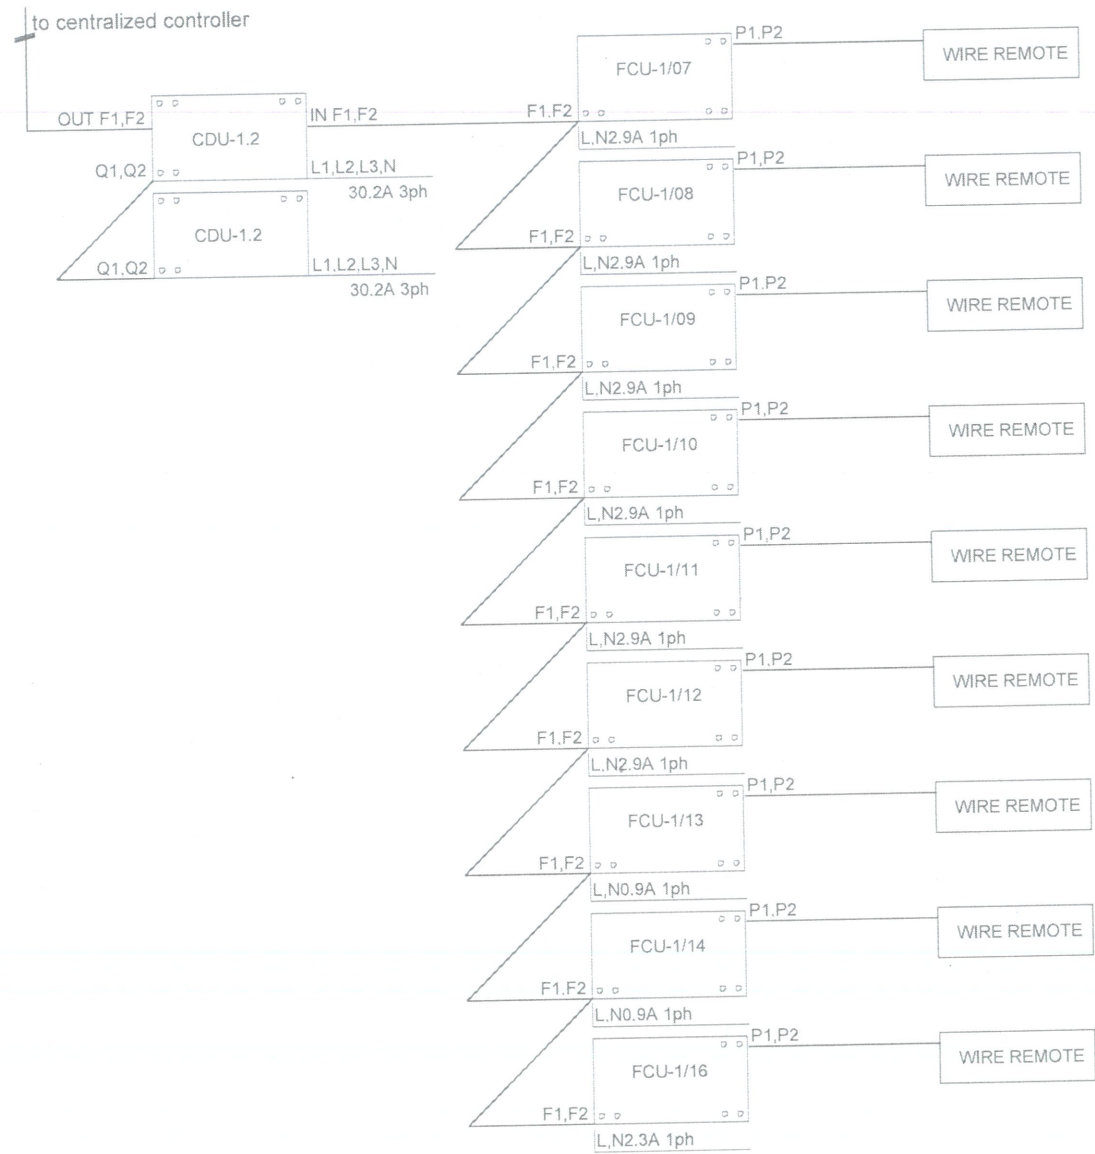 to centralized controller
OUT F1,F2
CDU-1.2
IN F1,F2
Q1,Q2
L1,L2,L3,N
30.2A 3ph
CDU-1.2
Q1,Q2
L1,L2,L3,N
30.2A 3ph
P1,P2
WIRE REMOTE
FCU-1/07
F1,F2
L,N2.9A 1ph
P1,P2
WIRE REMOTE
FCU-1/08
F1,F2
L,N2.9A 1ph
P1,P2
WIRE REMOTE
FCU-1/09
F1,F2
L,N2.9A 1ph
P1,P2
WIRE REMOTE
FCU-1/10
F1,F2
L,N2.9A 1ph
P1,P2
WIRE REMOTE
FCU-1/11
F1,F2
L,N2.9A 1ph
P1,P2
WIRE REMOTE
FCU-1/12
F1,F2
L,N2.9A 1ph
P1,P2
WIRE REMOTE
FCU-1/13
F1,F2
L,N0.9A 1ph
P1,P2
WIRE REMOTE
FCU-1/14
F1,F2
L,N0.9A 1ph
P1,P2
WIRE REMOTE
FCU-1/16
F1,F2
L,N2.3A 1ph